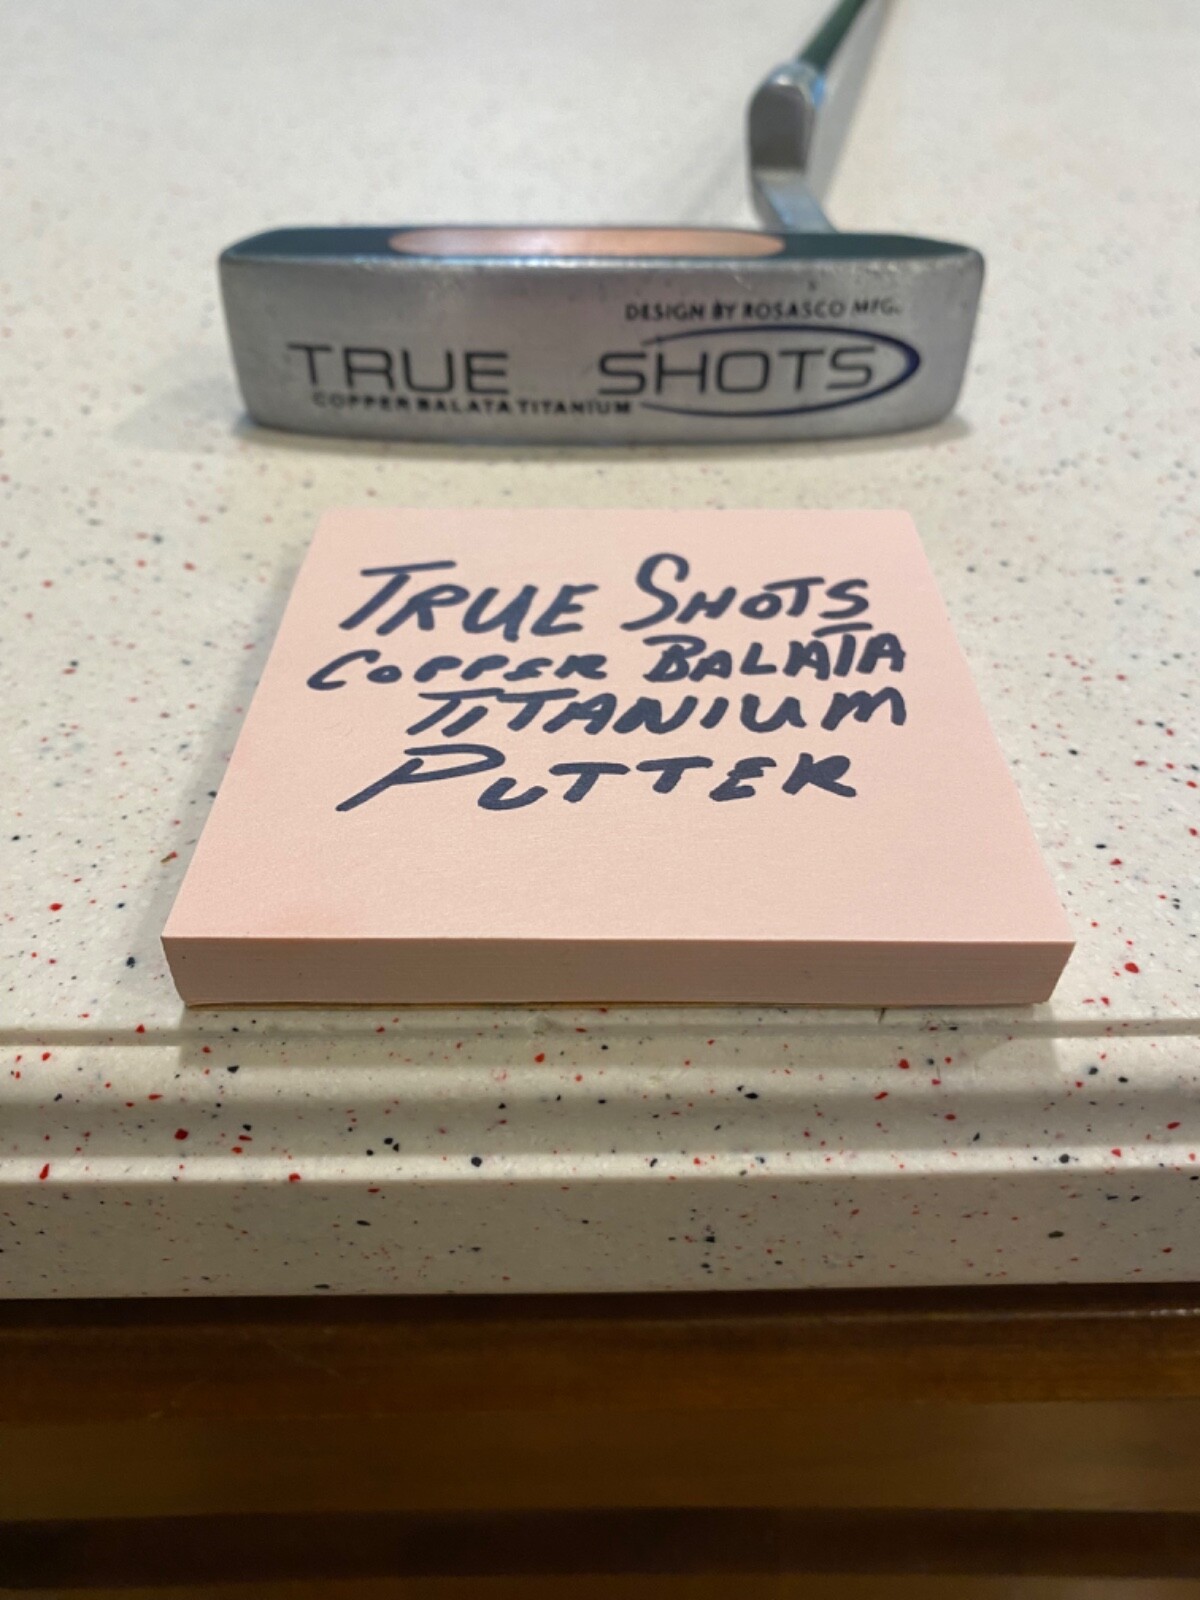 DESIGN BY ROSASCO MFG.
TRUE SHOTS
COPPER BALATA TITANIUM
TRUE SHOTS
COPPER BALATA
TITANIUM
PUTTER